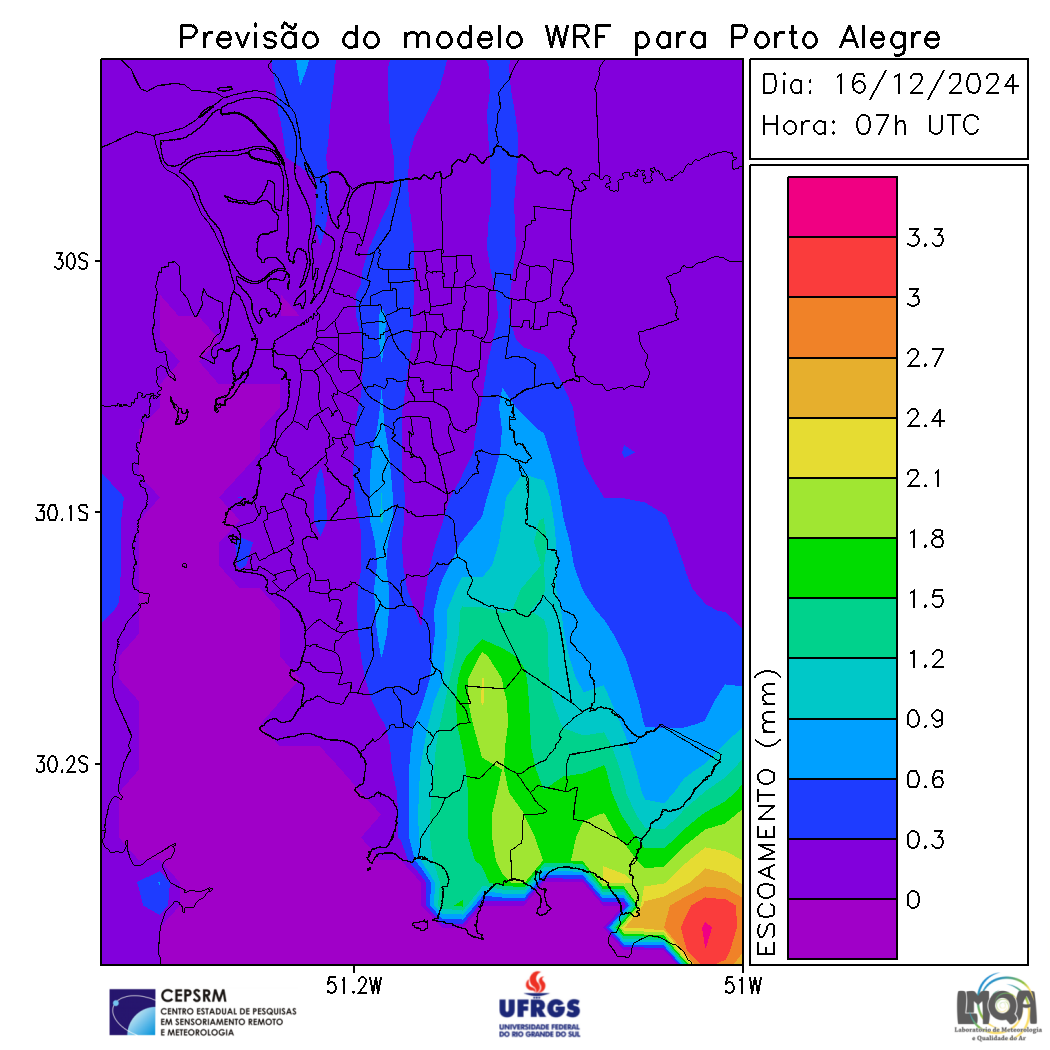 Previsão do modelo WRF para Porto Alegre
Dia: 16/12/2024
Hora: 07h UTC
30S
30.1S
30.2S
51.2W
51W
3.3
3
2.7
2.4
2.1
1.8
1.5
1.2
0.9
0.6
0.3
0
ESCOAMENTO (mm)
CEPSRM
CENTRO ESTADUAL DE PESQUISAS
EM SENSORIAMENTO REMOTO
E METEOROLOGIA
UFRGS
UNIVERSIDADE FEDERAL
DO RIO GRANDE DO SUL
LMQA
Laboratório de Meteorologia
e Qualidade do Ar